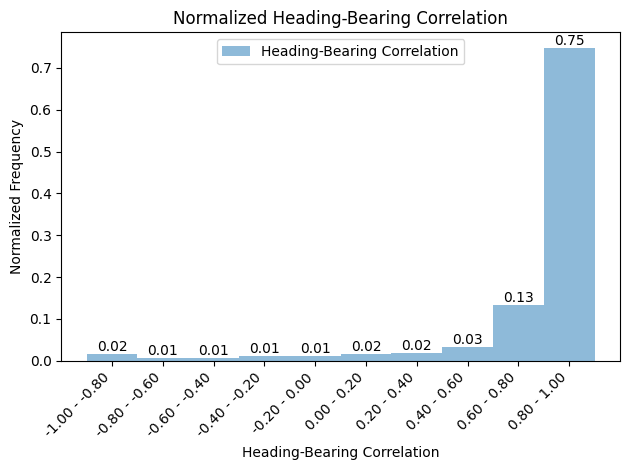 Normalized Heading-Bearing Correlation
Heading-Bearing Correlation
Normalized Frequency
0.7
0.6
0.5
0.4
0.3
0.2
0.1
0.0
0.02
0.01
0.01
0.01
0.01
0.02
0.02
0.03
0.13
0.75
-1.00 - -0.80
-0.80 - -0.60
-0.60 - -0.40
-0.40 - -0.20
-0.20 - 0.00
0.00 - 0.20
0.20 - 0.40
0.40 - 0.60
0.60 - 0.80
0.80 - 1.00
Heading-Bearing Correlation